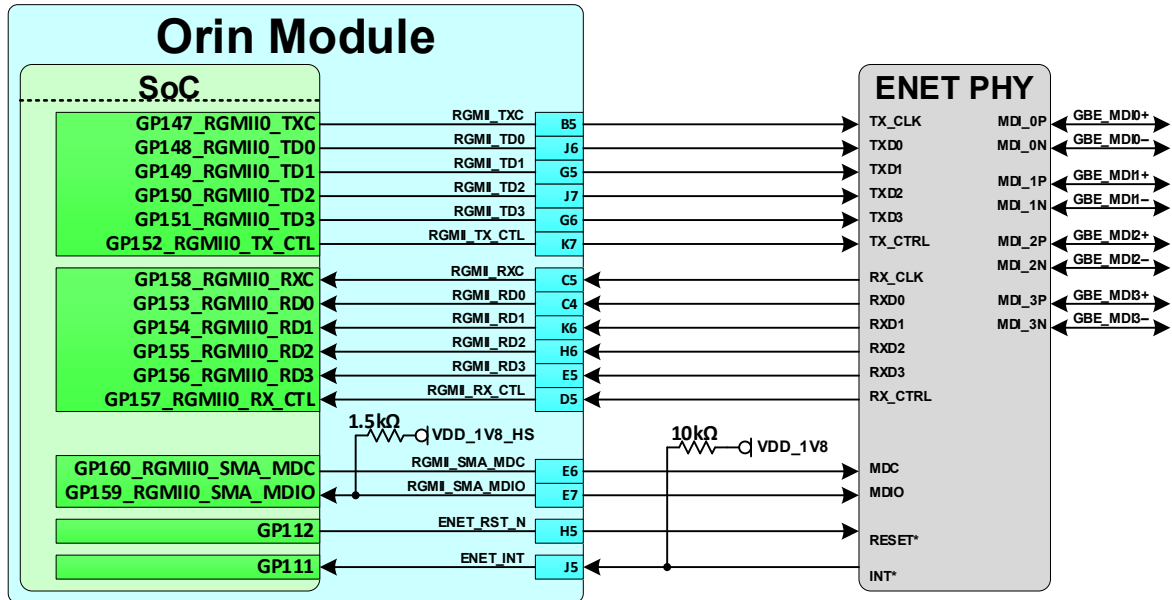 Orin Module
SoC
ENET PHY
GP147_RGMII0_TXC RGMII_TXC B5 TX_CLK MDI_0P GBE_MDI0+
GP148_RGMII0_TD0 RGMII_TD0 J6 TXD0 MDI_0N GBE_MDI0–
GP149_RGMII0_TD1 RGMII_TD1 G5 TXD1 MDI_1P GBE_MDI1+
GP150_RGMII0_TD2 RGMII_TD2 J7 TXD2 MDI_1N GBE_MDI1–
GP151_RGMII0_TD3 RGMII_TD3 G6 TXD3
GP152_RGMII0_TX_CTL RGMII_TX_CTL K7 TX_CTRL MDI_2P GBE_MDI2+
GP158_RGMII0_RXC RGMII_RXC C5 RX_CLK MDI_2N GBE_MDI2–
GP153_RGMII0_RD0 RGMII_RD0 C4 RXD0 MDI_3P GBE_MDI3+
GP154_RGMII0_RD1 RGMII_RD1 K6 RXD1 MDI_3N GBE_MDI3–
GP155_RGMII0_RD2 RGMII_RD2 H6 RXD2
GP156_RGMII0_RD3 RGMII_RD3 E5 RXD3
GP157_RGMII0_RX_CTL RGMII_RX_CTL D5 RX_CTRL
1.5kΩ VDD_1V8_HS 10kΩ VDD_1V8
GP160_RGMII0_SMA_MDC RGMII_SMA_MDC E6 MDC
GP159_RGMII0_SMA_MDIO RGMII_SMA_MDIO E7 MDIO
GP112 ENET_RST_N H5 RESET*
GP111 ENET_INT J5 INT*